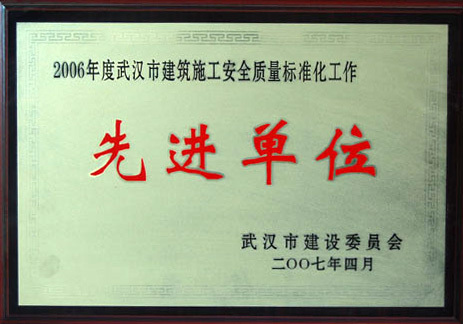 2006年度武汉市建筑施工安全质量标准化工作
先进单位
武汉市建设委员会
二〇〇七年四月